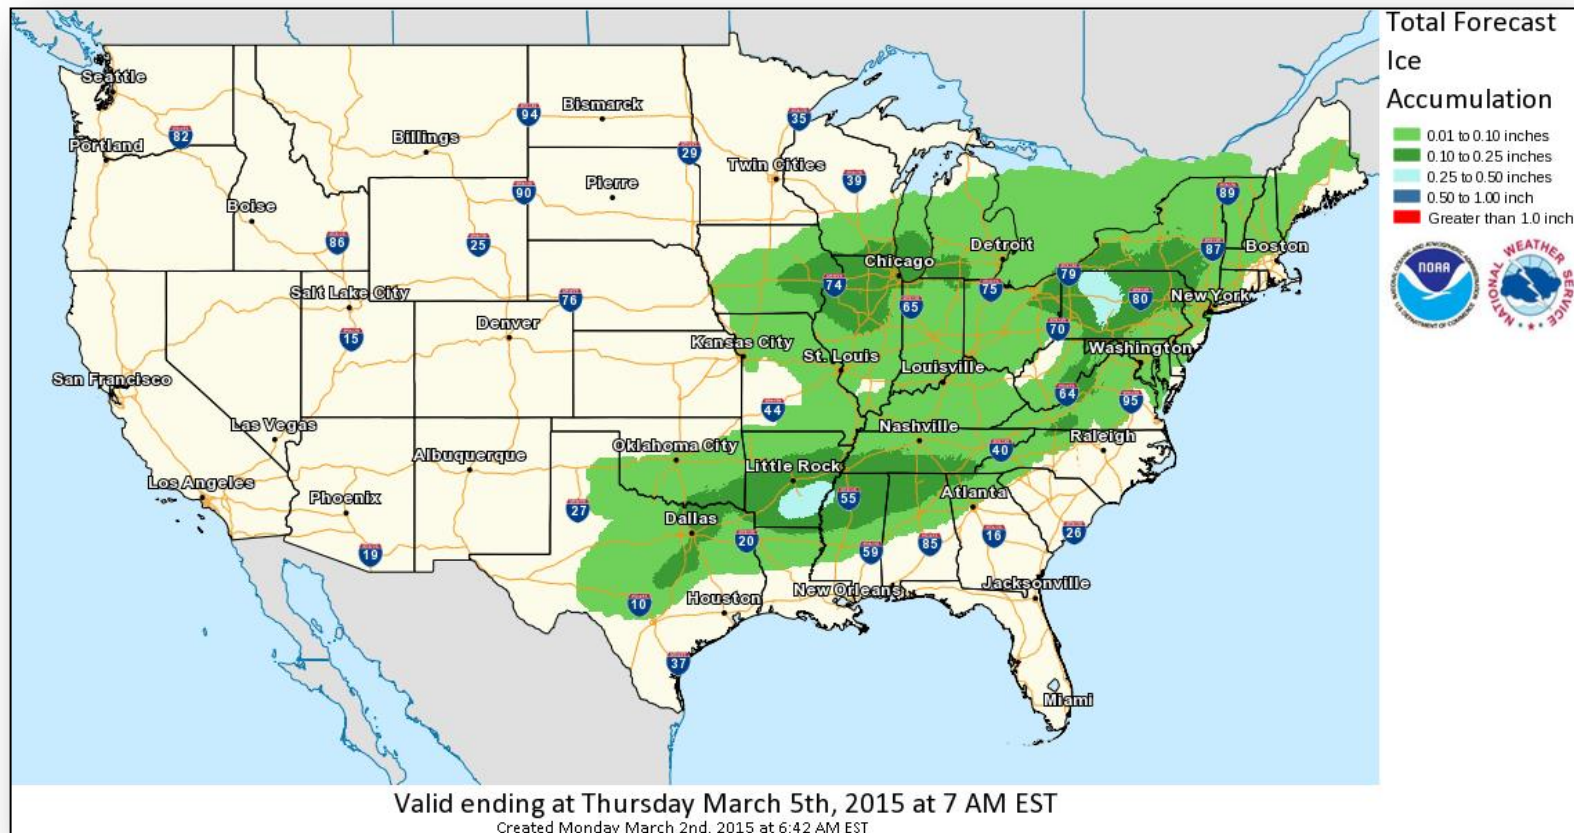 Total Forecast
Ice
Accumulation
0.01 to 0.10 inches
0.10 to 0.25 inches
0.25 to 0.50 inches
0.50 to 1.00 inch
Greater than 1.0 inch
NOAA
NATIONAL WEATHER SERVICE
Seattle
Bismarck
94
35
82
Portland
Billings
29
Twin Cities
39
90
Pierre
89
Boise
86
25
87
Boston
Detroit
Chicago
79
74
75
Salt Lake City
76
65
80
New York
Denver
15
70
Kansas City
St. Louis
Washington
Louisville
San Francisco
64
95
44
Las Vegas
Nashville
Raleigh
Oklahoma City
40
Albuquerque
Little Rock
Los Angeles
Phoenix
55
Atlanta
27
Dallas
20
85
16
26
19
59
Jacksonville
New Orleans
Houston
10
37
Miami
Valid ending at Thursday March 5th, 2015 at 7 AM EST
Created Monday March 2nd, 2015 at 6:42 AM EST